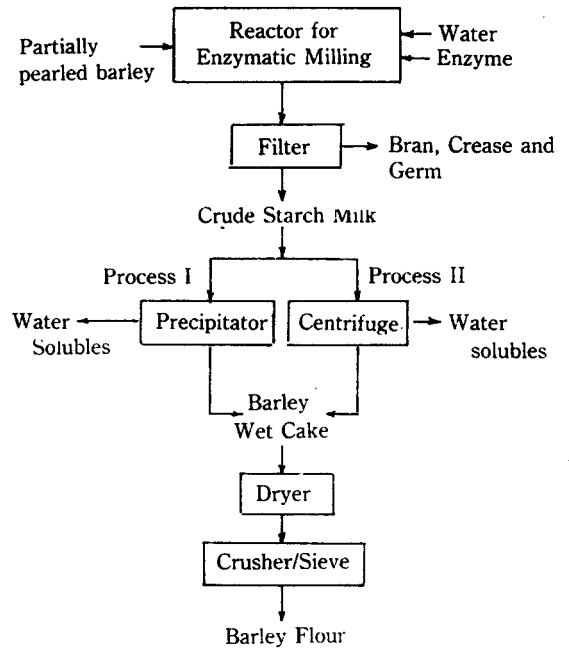 Reactor for
Enzymatic Milling
Partially
pearled barley
Water
Enzyme
Filter
Bran, Crease and
Germ
Crude Starch Milk
Process I
Process II
Water
Solubles
Precipitator
Centrifuge
Water
solubles
Barley
Wet Cake
Dryer
Crusher/Sieve
Barley Flour